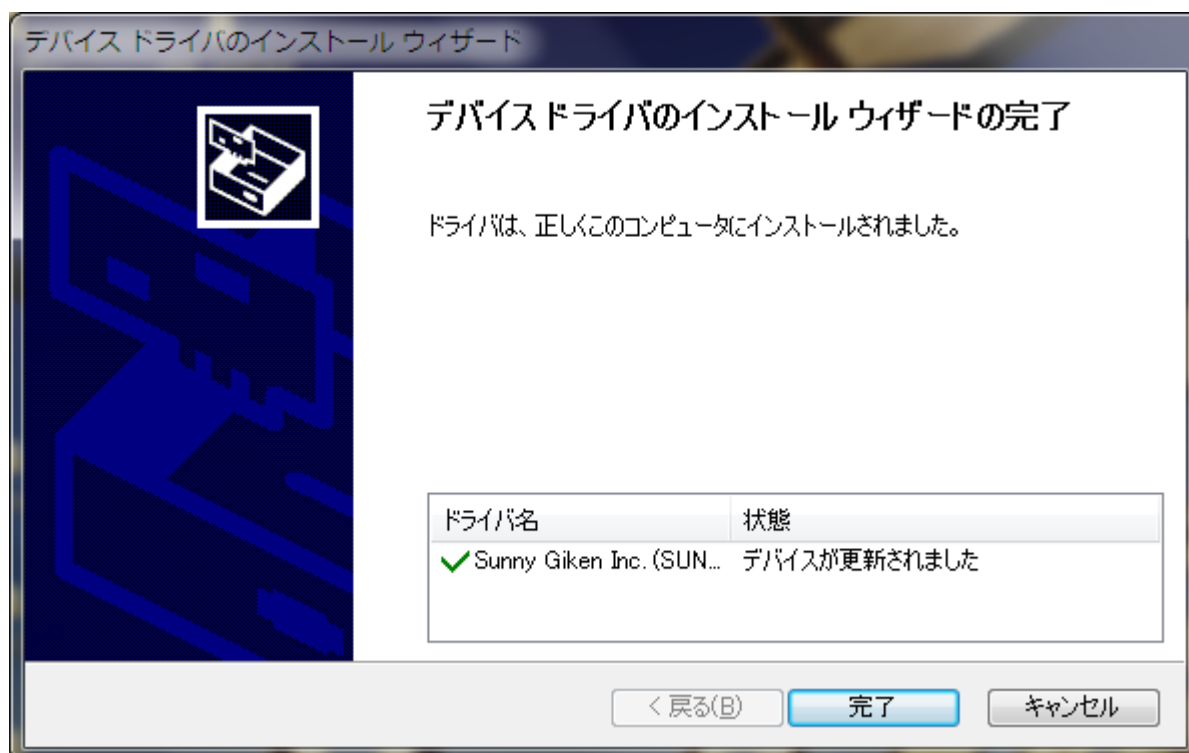 デバイス ドライバのインストール ウィザード
デバイス ドライバのインストール ウィザードの完了
ドライバは、正しくこのコンピュータにインストールされました。
ドライバ名 状態
Sunny Giken Inc. (SUN... デバイスが更新されました
< 戻る(B) 完了 キャンセル